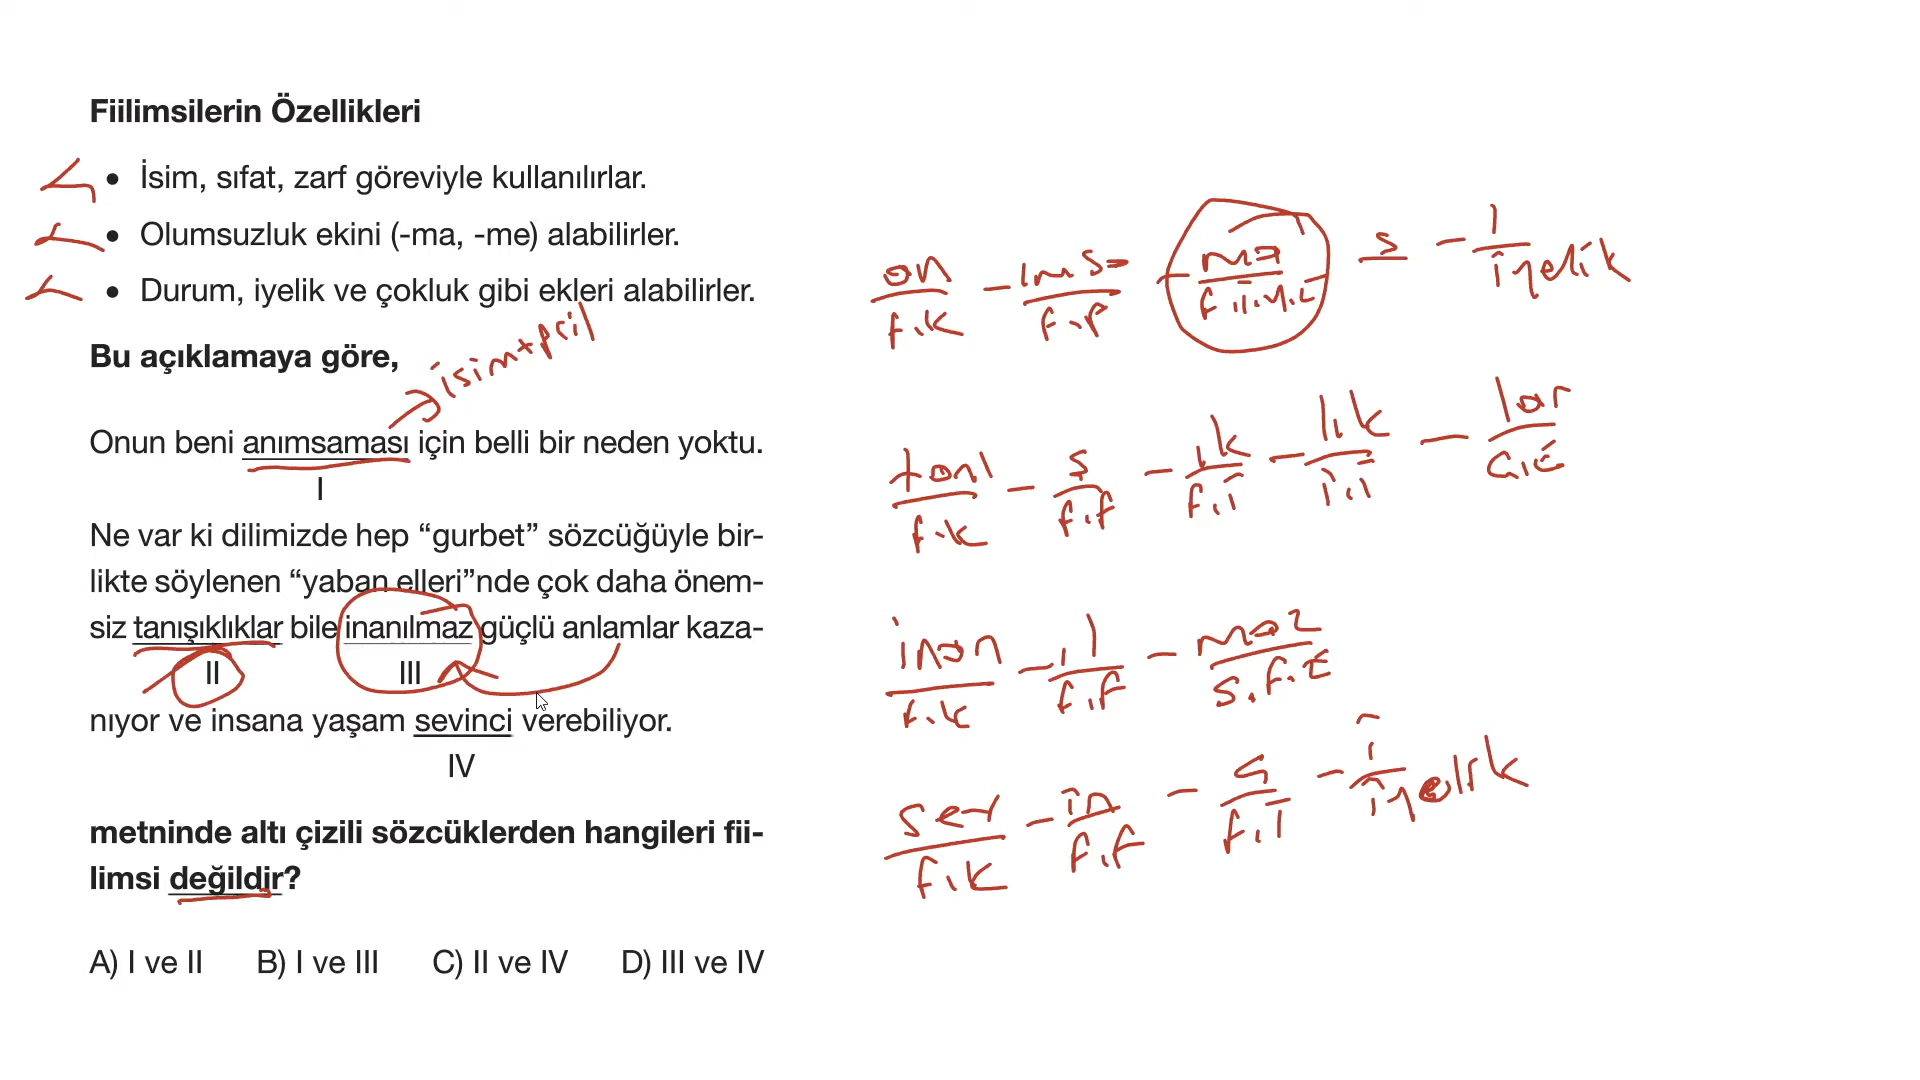 Fiilimsilerin Özellikleri
• İsim, sıfat, zarf göreviyle kullanılırlar.
• Olumsuzluk ekini (-ma, -me) alabilirler.
• Durum, iyelik ve çokluk gibi ekleri alabilirler.
Bu açıklamaya göre,
isim+fiil
Onun beni anımsaması için belli bir neden yoktu.
I
Ne var ki dilimizde hep “gurbet” sözcüğüyle bir-
likte söylenen “yaban elleri”nde çok daha önem-
siz tanışıklıklar bile inanılmaz güçlü anlamlar kaza-
II III
nıyor ve insana yaşam sevinci verebiliyor.
IV
metninde altı çizili sözcüklerden hangileri fii-
limsi değildir?
A) I ve II B) I ve III C) II ve IV D) III ve IV
an - ımsa - ma s - ı
f.k iyelik
tanı - ş - ık - lık - lar
f.k f.f f.i i.i Ç.E
inan - ıl - maz
f.k f.f S.f.E
sev - in - ç - i
f.k f.f f.i iyelik